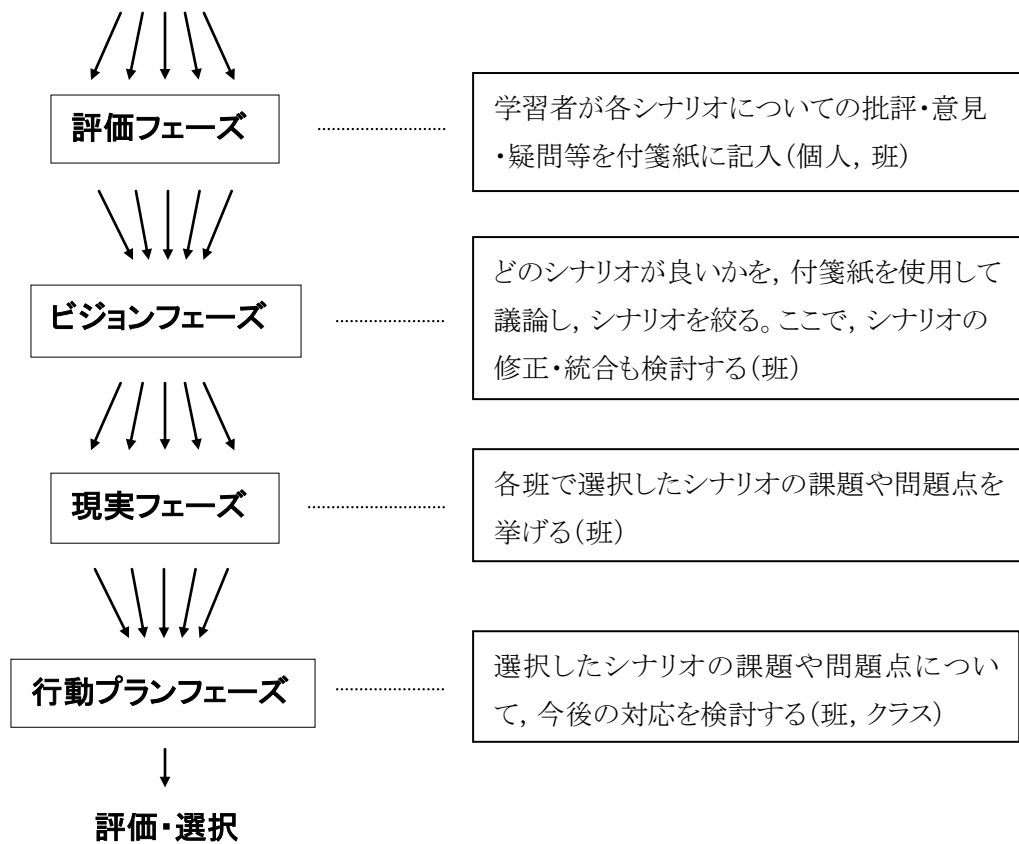 評価フェーズ
学習者が各シナリオについての批評・意見
・疑問等を付箋紙に記入(個人, 班)
ビジョンフェーズ
どのシナリオが良いかを, 付箋紙を使用して
議論し, シナリオを絞る。ここで, シナリオの
修正・統合も検討する(班)
現実フェーズ
各班で選択したシナリオの課題や問題点を
挙げる(班)
行動プランフェーズ
選択したシナリオの課題や問題点につい
て, 今後の対応を検討する(班, クラス)
評価・選択